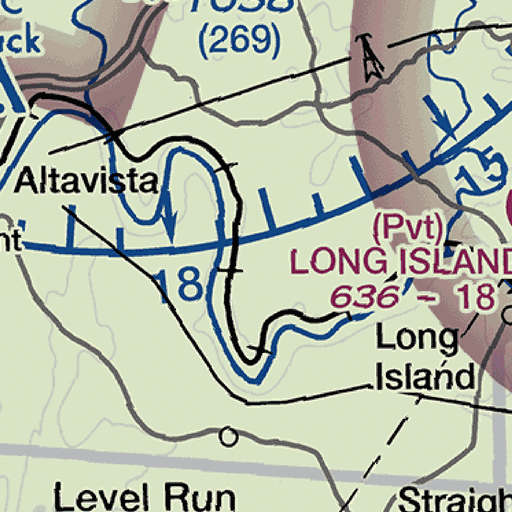 (269)
Altavista
15
(Pvt)
LONG ISLAND
636 - 18
18
Long
Island
Level Run